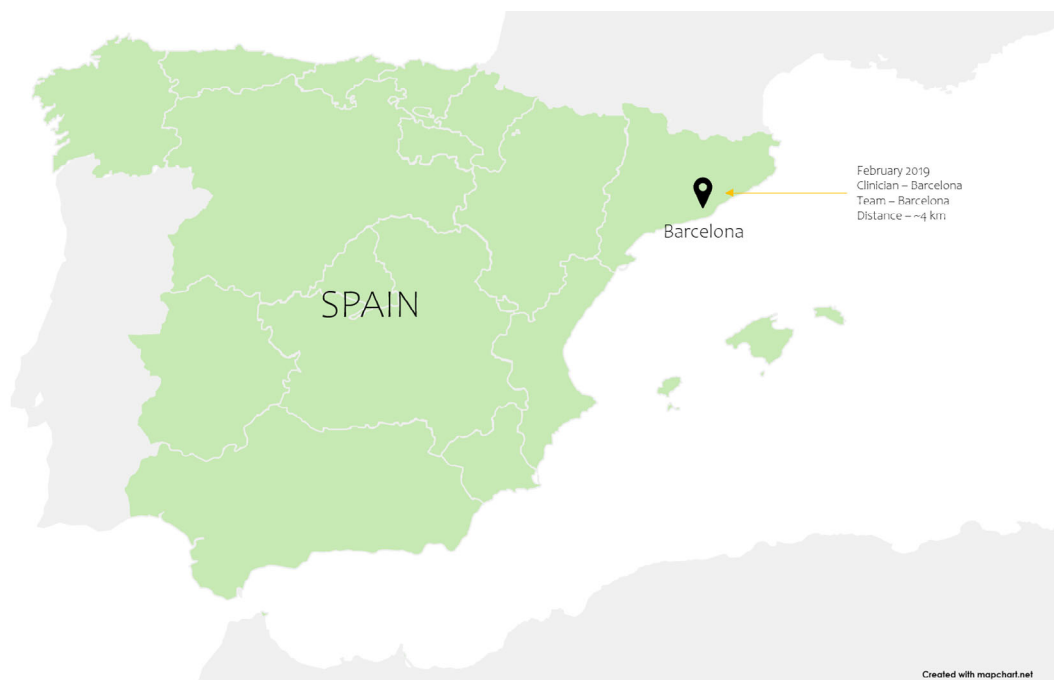 February 2019
Clinician – Barcelona
Team – Barcelona
Distance – ~4 km
Barcelona
SPAIN
Created with mapchart.net